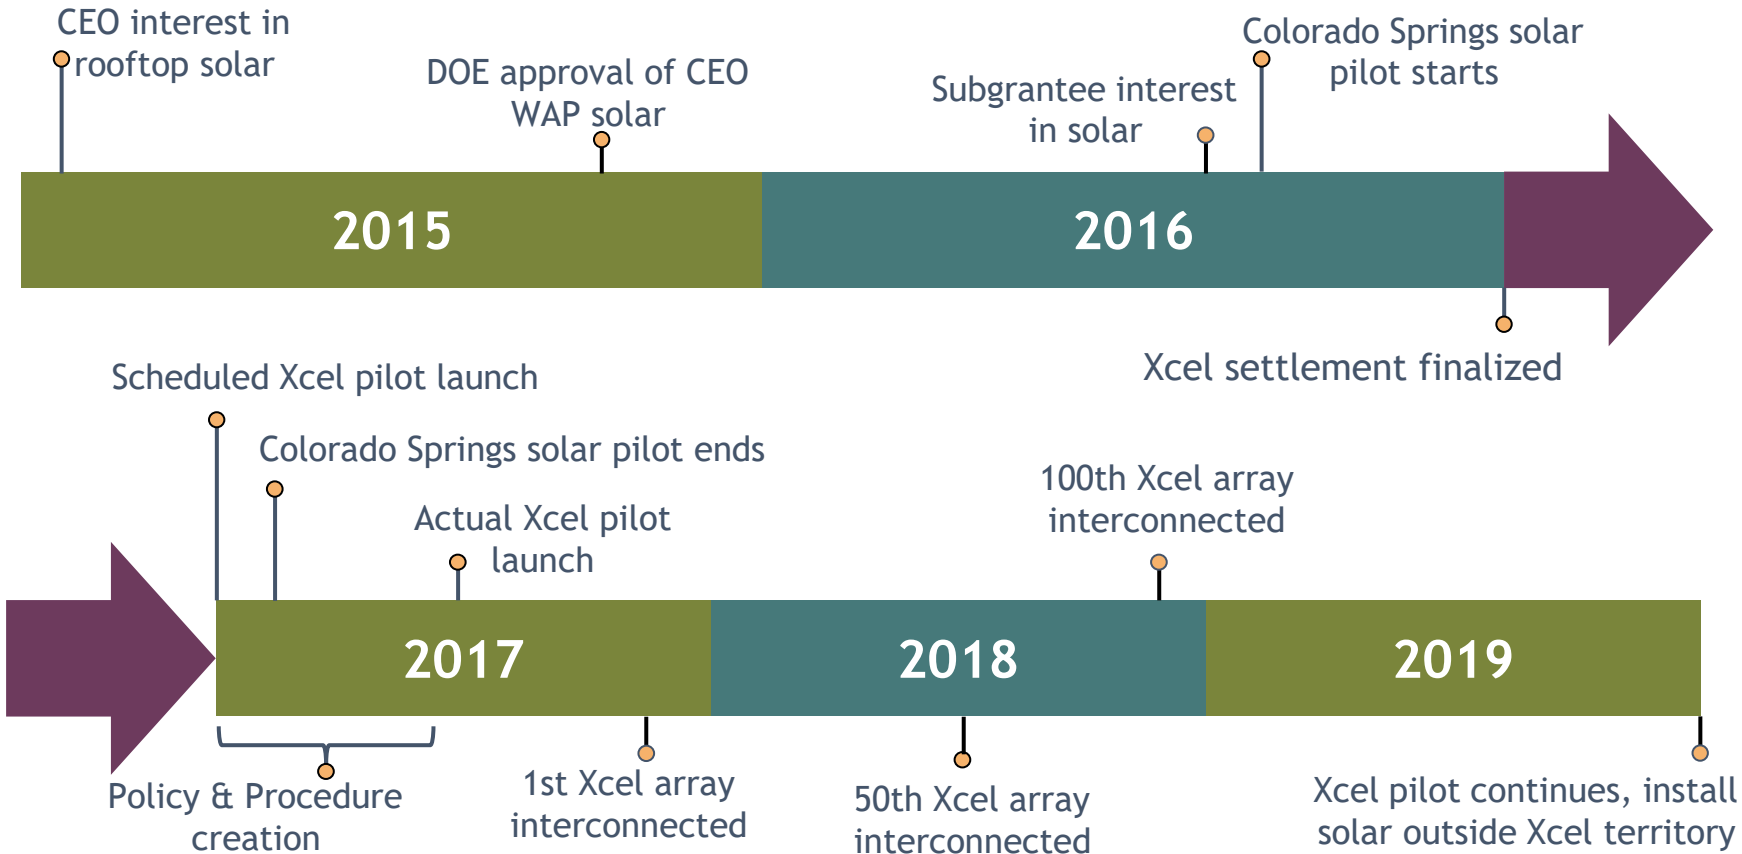 CEO interest in
rooftop solar
DOE approval of CEO
WAP solar
Subgrantee interest
in solar
Colorado Springs solar
pilot starts
2015
2016
Xcel settlement finalized
Scheduled Xcel pilot launch
Colorado Springs solar pilot ends
Actual Xcel pilot
launch
100th Xcel array
interconnected
2017
2018
2019
Policy & Procedure
creation
1st Xcel array
interconnected
50th Xcel array
interconnected
Xcel pilot continues, install
solar outside Xcel territory